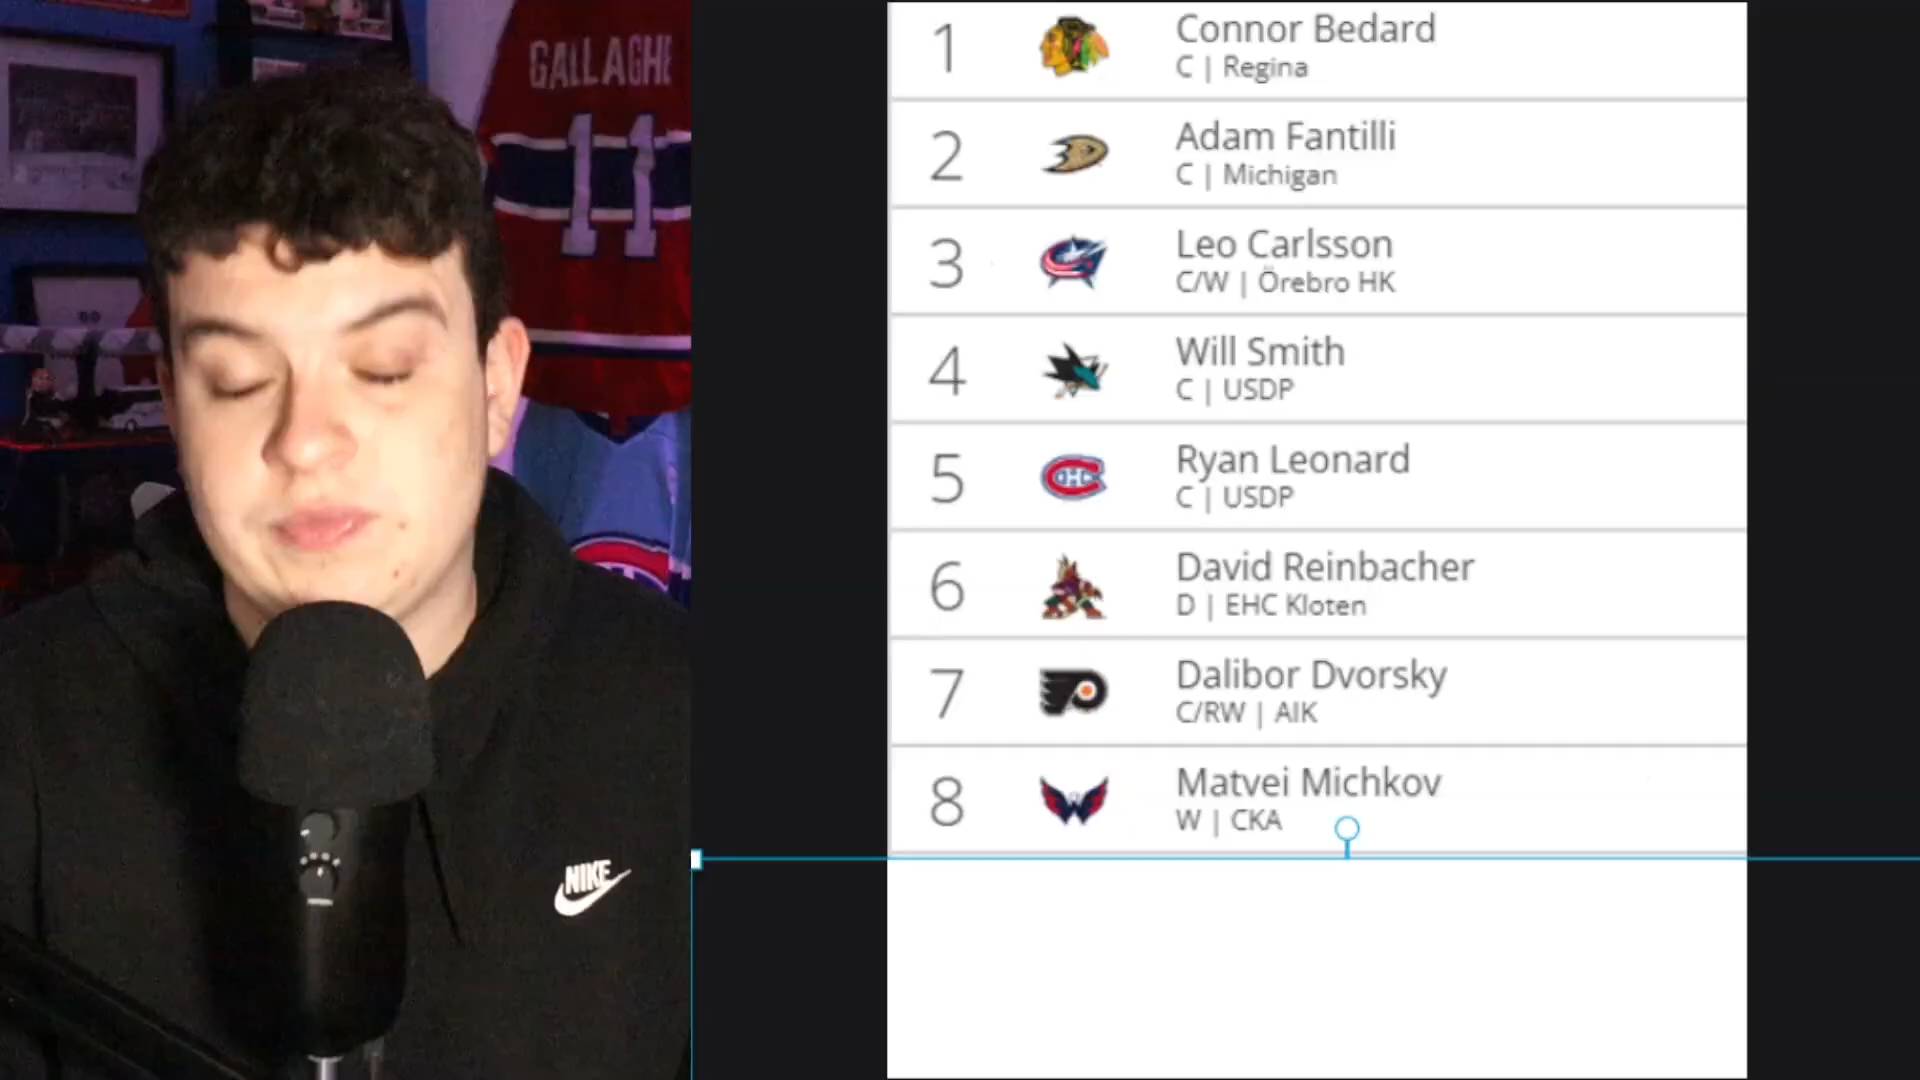 GALLAGHE
11
NIKE
1
Connor Bedard
C | Regina
2
Adam Fantilli
C | Michigan
3
Leo Carlsson
C/W | Örebro HK
4
Will Smith
C | USDP
5
Ryan Leonard
C | USDP
6
David Reinbacher
D | EHC Kloten
7
Dalibor Dvorsky
C/RW | AIK
8
Matvei Michkov
W | CKA